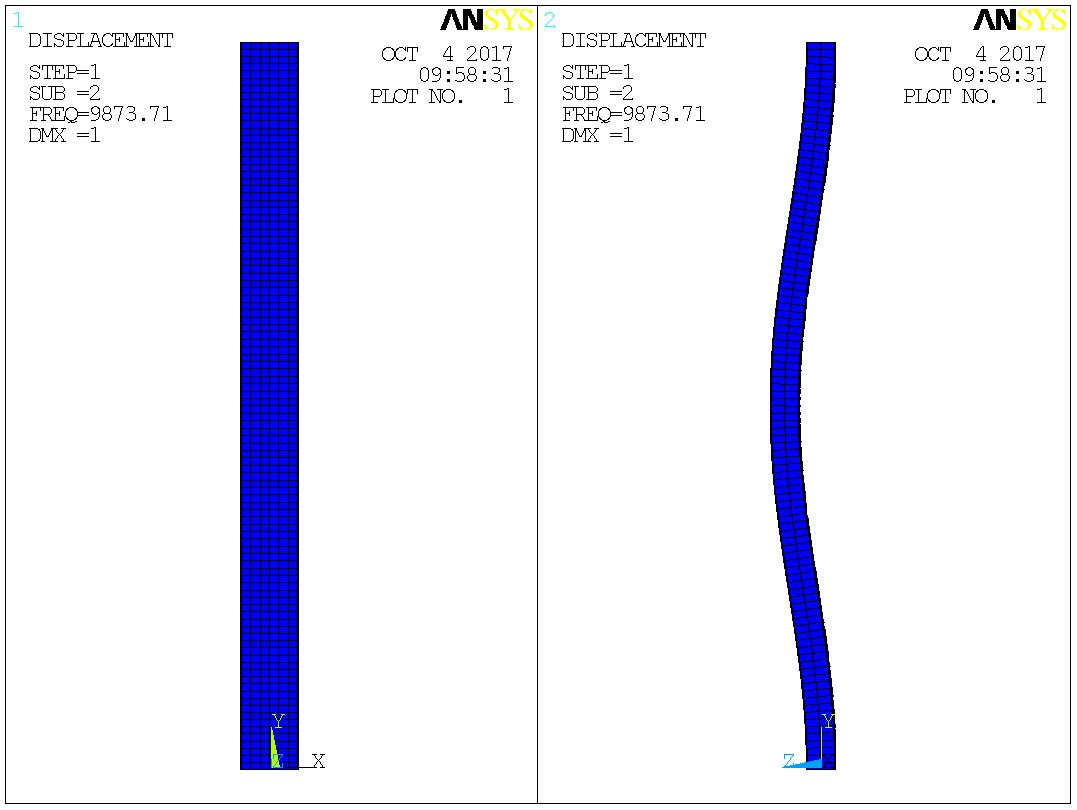 1
ANSYS
DISPLACEMENT
STEP=1
SUB =2
FREQ=9873.71
DMX =1
OCT  4 2017
09:58:31
PLOT NO.   1
Y
Z
X
2
ANSYS
DISPLACEMENT
STEP=1
SUB =2
FREQ=9873.71
DMX =1
OCT  4 2017
09:58:31
PLOT NO.   1
Y
Z
X